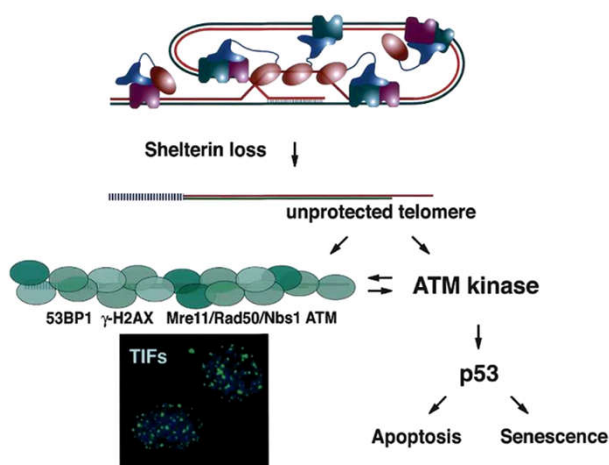 Shelterin loss
unprotected telomere
ATM kinase
53BP1 γ-H2AX Mre11/Rad50/Nbs1 ATM
TIFs
p53
Apoptosis Senescence